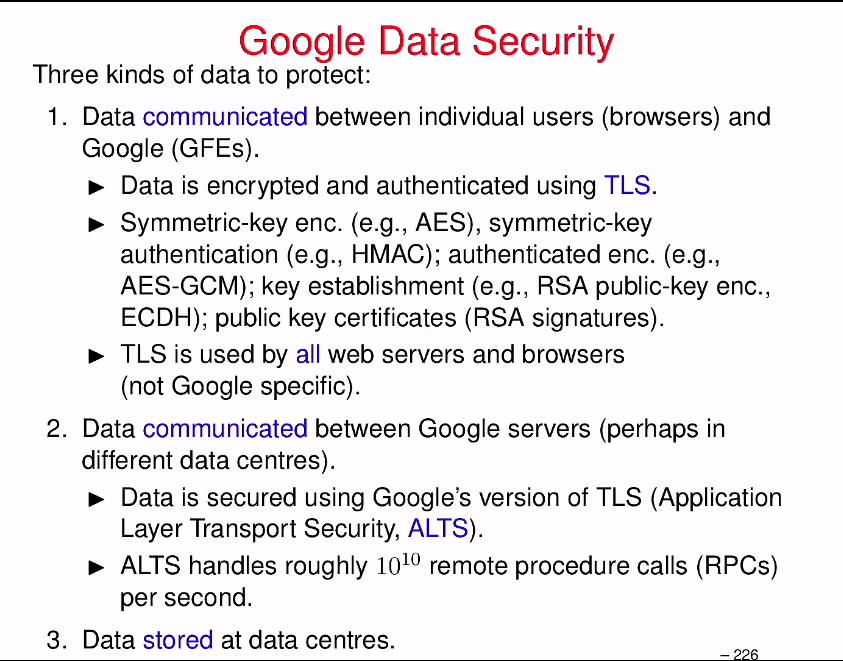 Google Data Security
Three kinds of data to protect:
1. Data communicated between individual users (browsers) and
Google (GFEs).
▶ Data is encrypted and authenticated using TLS.
▶ Symmetric-key enc. (e.g., AES), symmetric-key
authentication (e.g., HMAC); authenticated enc. (e.g.,
AES-GCM); key establishment (e.g., RSA public-key enc.,
ECDH); public key certificates (RSA signatures).
▶ TLS is used by all web servers and browsers
(not Google specific).
2. Data communicated between Google servers (perhaps in
different data centres).
▶ Data is secured using Google's version of TLS (Application
Layer Transport Security, ALTS).
▶ ALTS handles roughly 10¹⁰ remote procedure calls (RPCs)
per second.
3. Data stored at data centres.
– 226